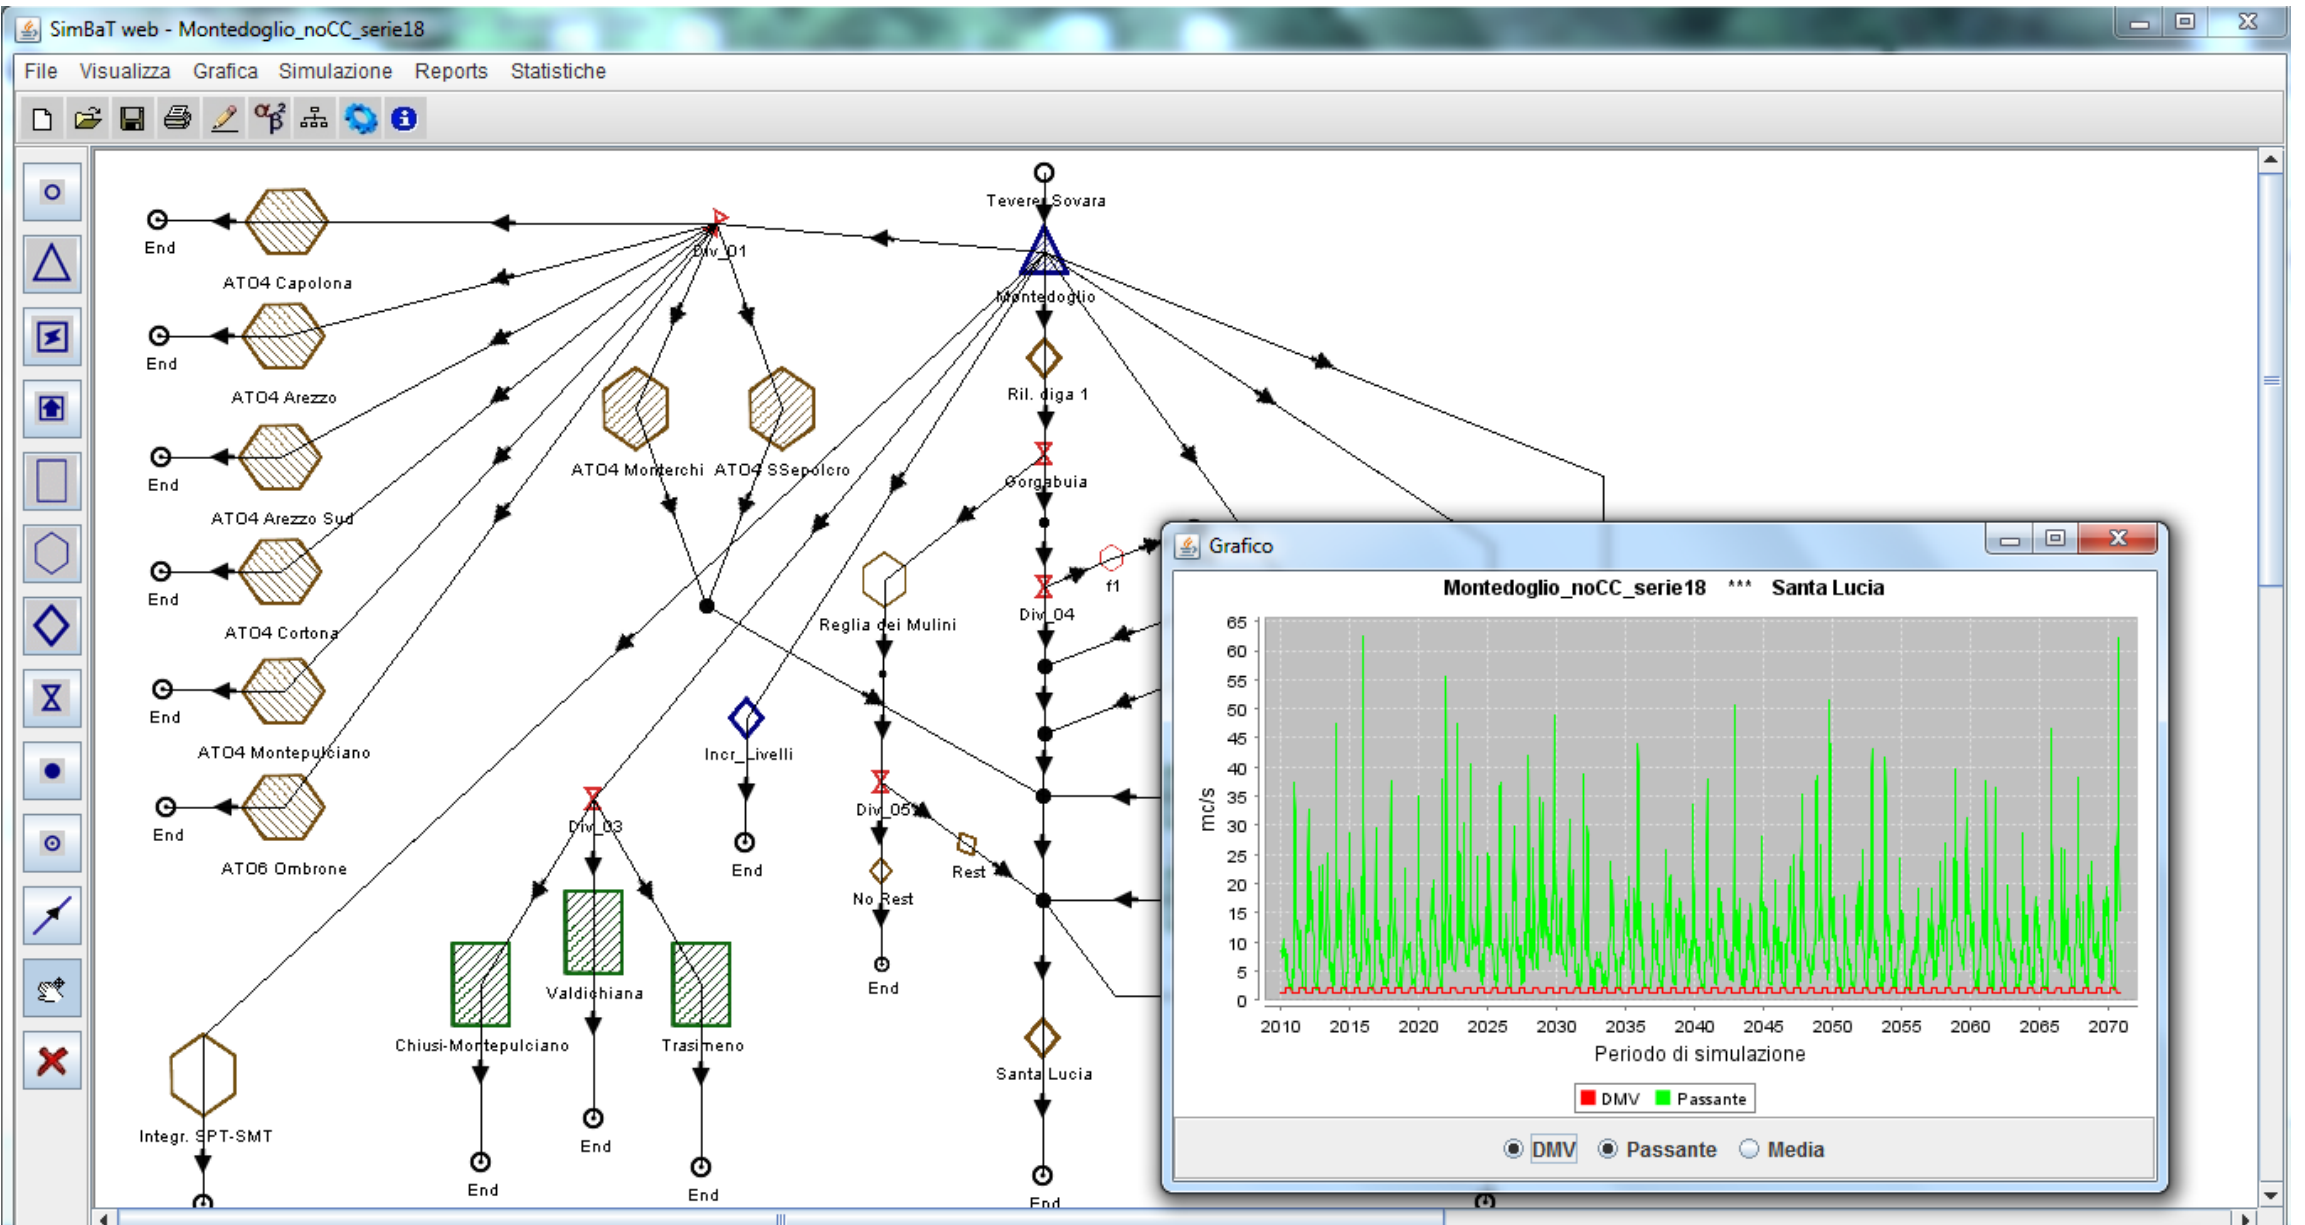 SimBaT web - Montedoglio_noCC_serie18
File Visualizza Grafica Simulazione Reports Statistiche
Tevere Sovara
End
Div_01
ATO4 Capolona
Montedoglio
End
ATO4 Arezzo
Ril. diga 1
ATO4 Monterchi
ATO4 SSepolcro
End
Gorgabuia
ATO4 Arezzo Sud
End
f1
Div_04
Reglia dei Mulini
ATO4 Cortona
End
ATO4 Montepulciano
Incr_Livelli
End
Div_05
Div_03
ATO6 Ombrone
End
Rest
No Rest
End
Valdichiana
Chiusi-Montepulciano
Trasimeno
Santa Lucia
Integr. SPT-SMT
End
End
End
End
Grafico
Montedoglio_noCC_serie18 *** Santa Lucia
mc/s
65
60
55
50
45
40
35
30
25
20
15
10
5
0
2010 2015 2020 2025 2030 2035 2040 2045 2050 2055 2060 2065 2070
Periodo di simulazione
DMV Passante
DMV Passante Media